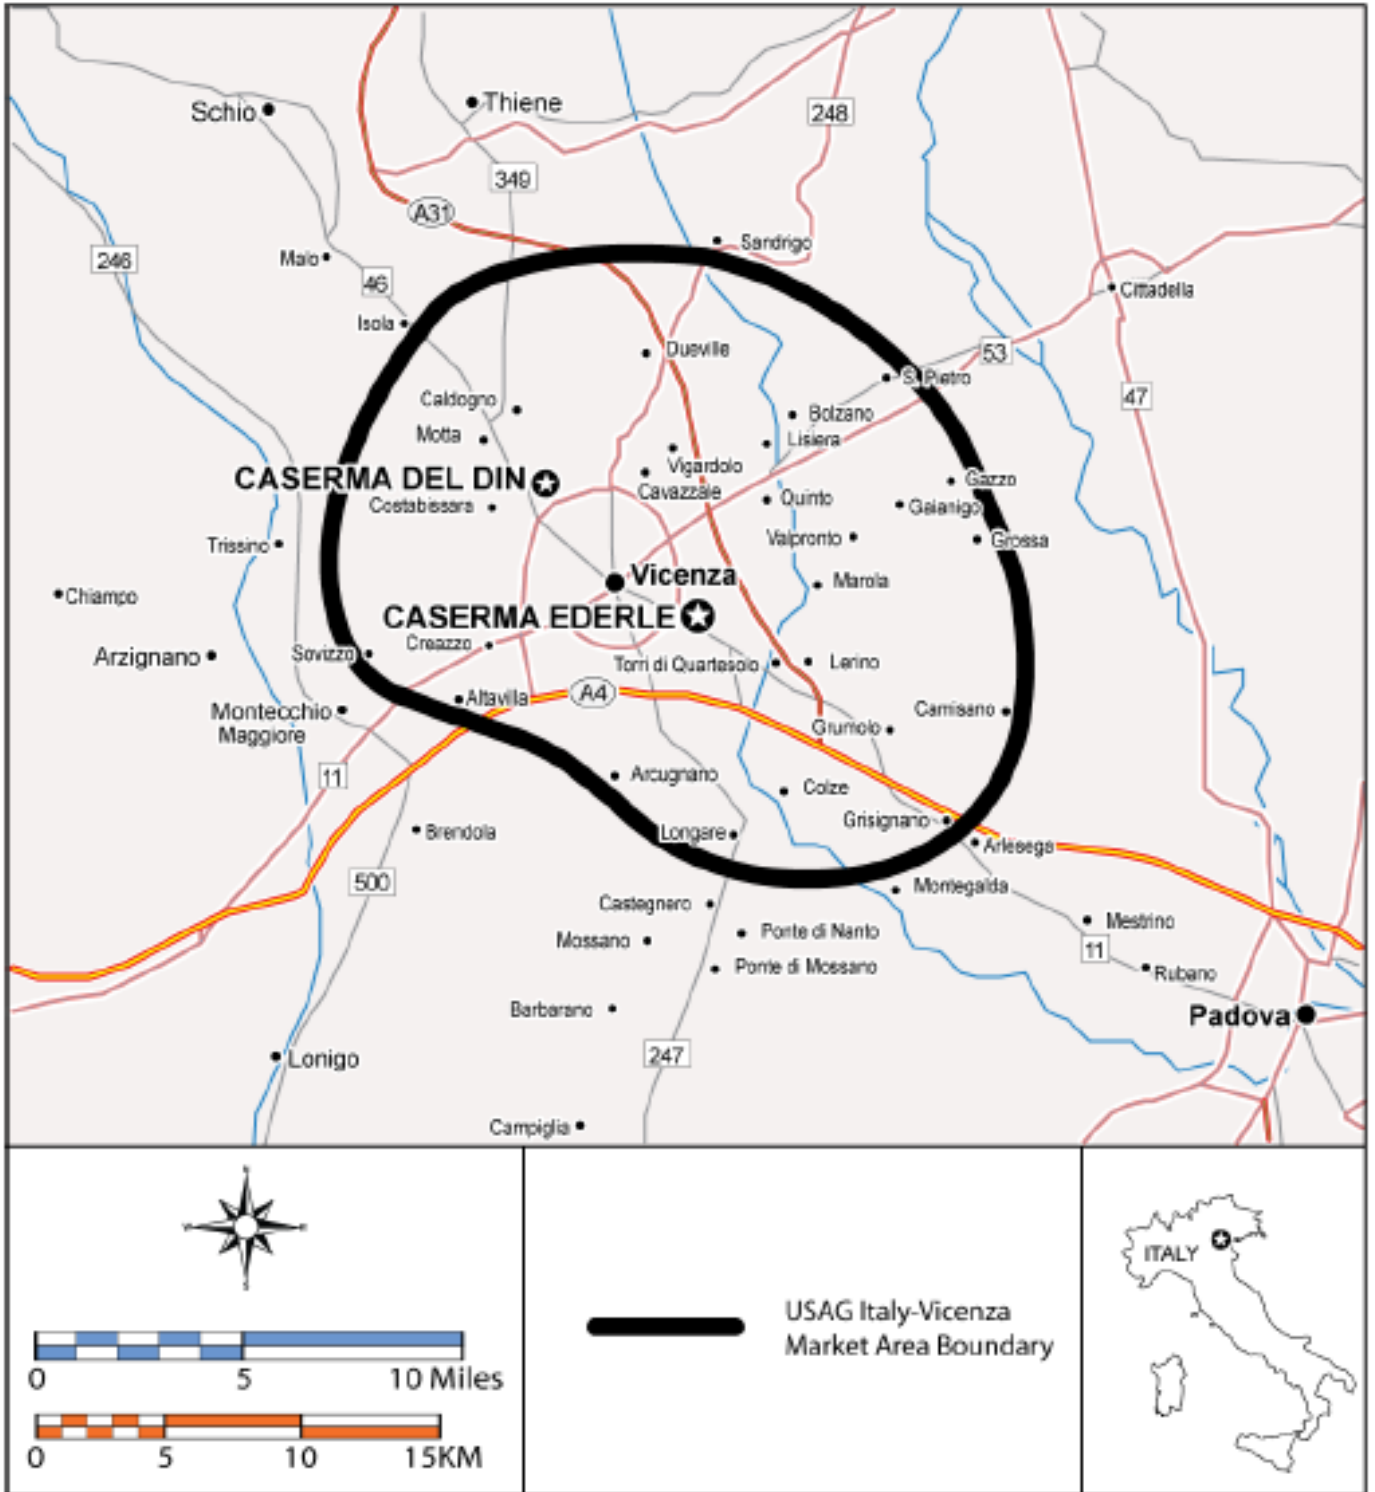 Schio
Thiene
248
349
A31
Sandrigo
246
Malo
46
Cittadella
Isola
Dueville
53
S. Pietro
47
Caldogno
Bolzano
Motta
Lisiera
Vigardolo
CASERMA DEL DIN
Gazzo
Cavazzale
Quinto
Costabissara
Gaianigo
Valpronto
Grossa
Trissino
Vicenza
Marola
Chiampo
CASERMA EDERLE
Creazzo
Arzignano
Sovizzo
Torri di Quartesolo
Lerino
Altavilla
A4
Montecchio
Maggiore
Camisano
Grumolo
11
Arcugnano
Colze
Grisignano
Brendola
Longare
Arlesega
500
Montegalda
Castegnero
Mestrino
Mossano
Ponte di Nanto
11
Ponte di Mossano
Rubano
Barbarano
Padova
247
Lonigo
Campiglia
N
W
E
S
0 5 10 Miles
0 5 10 15KM
USAG Italy-Vicenza
Market Area Boundary
ITALY